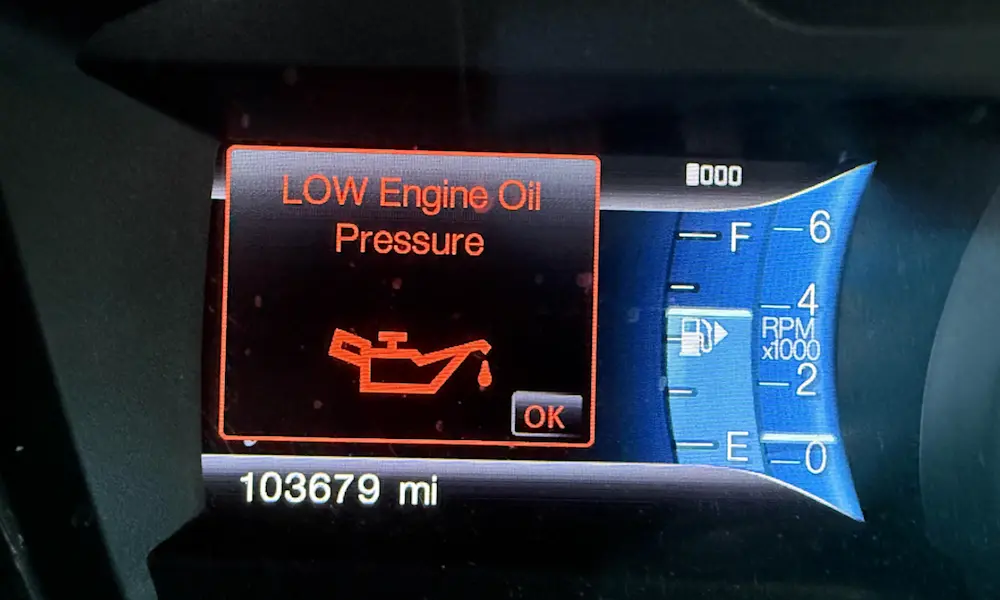 LOW Engine Oil
Pressure
OK
F
E
6
4
RPM
x1000
2
0
103679 mi